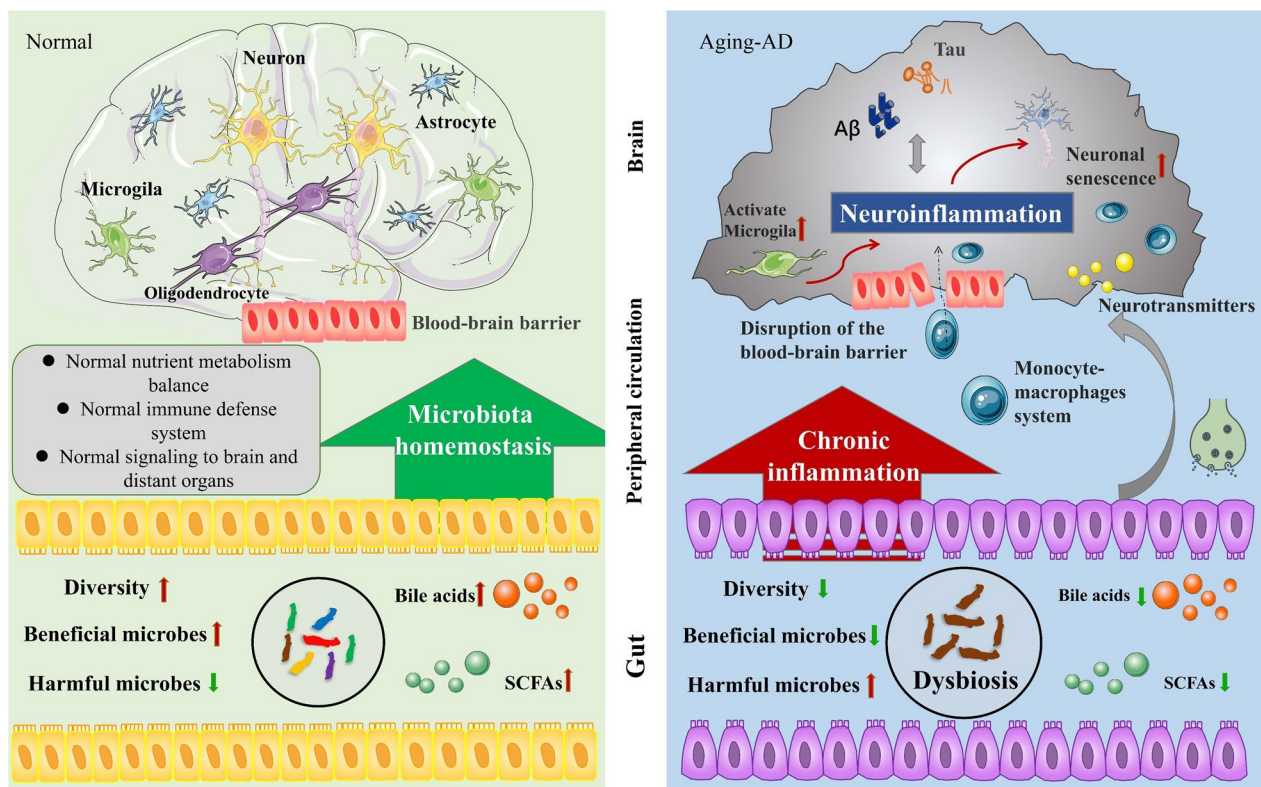 Normal
Neuron
Astrocyte
Microgila
Oligodendrocyte
Blood-brain barrier
● Normal nutrient metabolism
balance
● Normal immune defense
system
● Normal signaling to brain and
distant organs
Microbiota
homemostasis
Diversity
Beneficial microbes
Harmful microbes
Bile acids
SCFAs
Brain
Peripheral circulation
Gut
Aging-AD
Tau
Aβ
Neuronal
senescence
Neuroinflammation
Activate
Microgila
Neurotransmitters
Disruption of the
blood-brain barrier
Monocyte-
macrophages
system
Chronic
inflammation
Diversity
Beneficial microbes
Harmful microbes
Dysbiosis
Bile acids
SCFAs